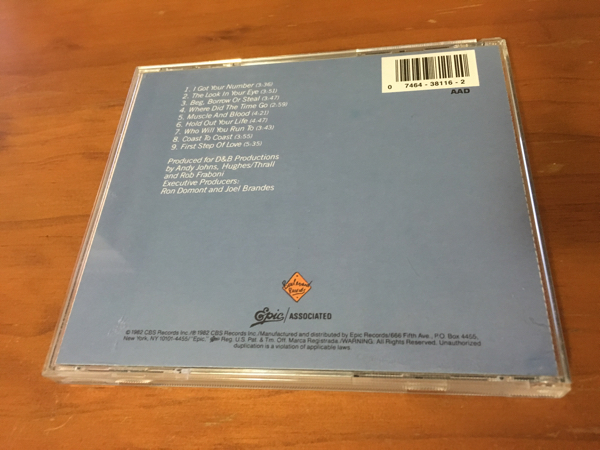 0 7464-38116-2
AAD
1. I Got Your Number (5:36)
2. The Look In Your Eye (3:51)
3. Beg, Borrow Or Steal (3:47)
4. Where Did The Time Go (2:59)
5. Muscle And Blood (4:21)
6. Hold Out Your Life (4:47)
7. Who Will You Run To (3:43)
8. Coast To Coast (3:55)
9. First Step Of Love (5:35)
Produced for D&B Productions
by Andy Johns, Hughes/Thrall
and Rob Fraboni
Executive Producers:
Ron Domont and Joel Brandes
Boulevard
Records
Epic/ASSOCIATED
© 1982 CBS Records Inc./℗ 1982 CBS Records Inc./Manufactured and distributed by Epic Records/666 Fifth Ave., P.O. Box 4455,
New York, NY 10101-4455/"Epic," Epic Reg. U.S. Pat. & Tm. Off. Marca Registrada./WARNING: All Rights Reserved. Unauthorized
duplication is a violation of applicable laws.